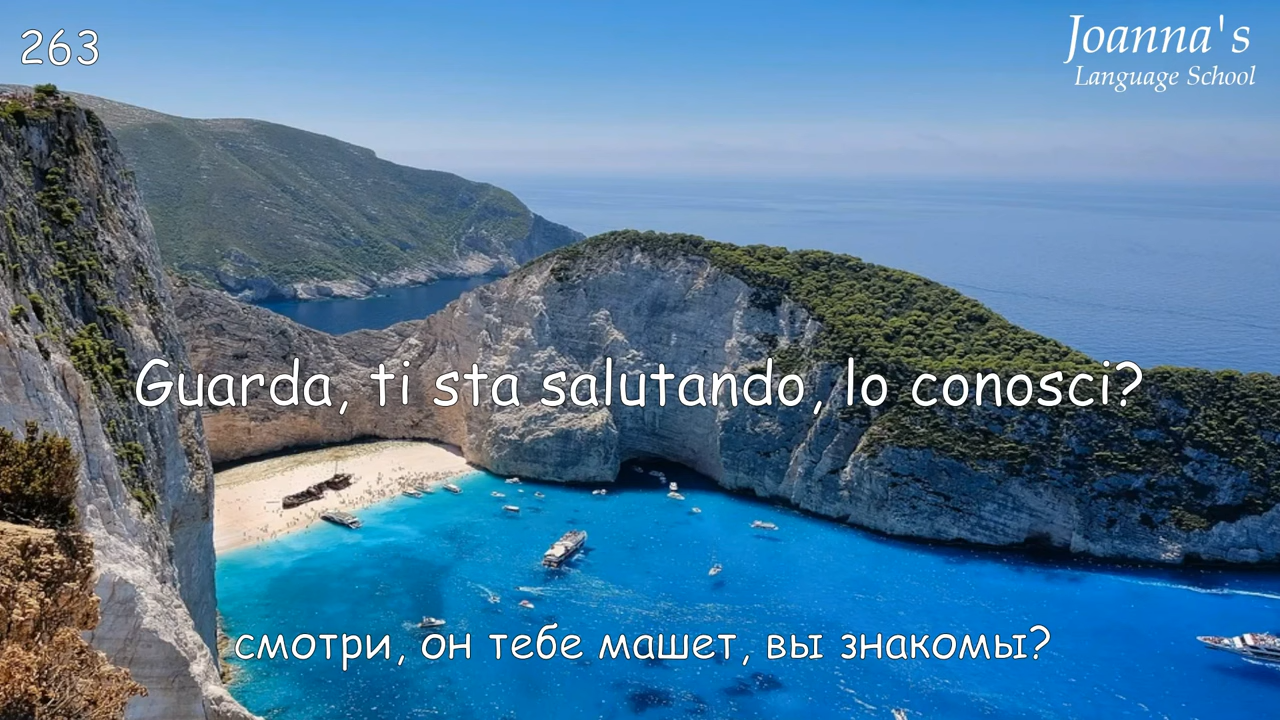 263
Joanna's
Language School
Guarda, ti sta salutando, lo conosci?
смотри, он тебе машет, вы знакомы?